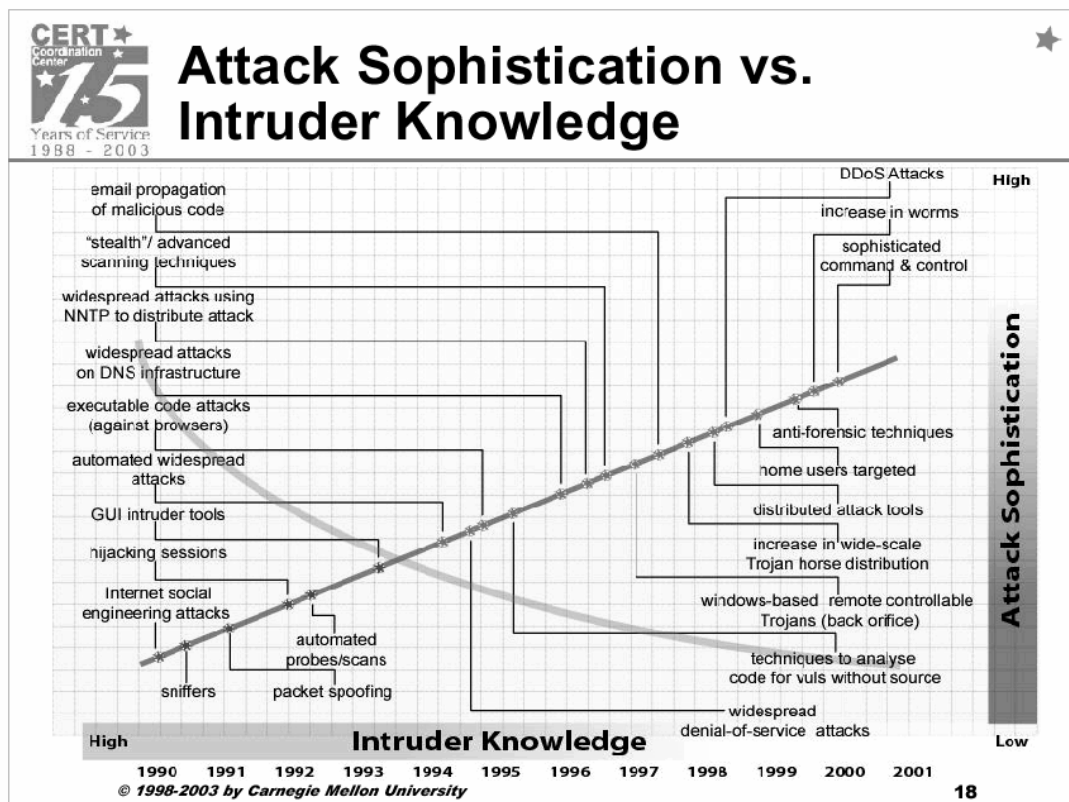 CERT
Coordination
Center
15
Years of Service
1988 - 2003
Attack Sophistication vs.
Intruder Knowledge
email propagation
of malicious code
“stealth”/ advanced
scanning techniques
widespread attacks using
NNTP to distribute attack
widespread attacks
on DNS infrastructure
executable code attacks
(against browsers)
automated widespread
attacks
GUI intruder tools
hijacking sessions
Internet social
engineering attacks
sniffers
automated
probes/scans
packet spoofing
DDoS Attacks
increase in worms
sophisticated
command & control
anti-forensic techniques
home users targeted
distributed attack tools
increase in wide-scale
Trojan horse distribution
windows-based remote controllable
Trojans (back orifice)
techniques to analyse
code for vuls without source
widespread
denial-of-service attacks
High
Attack Sophistication
Low
High
Intruder Knowledge
1990 1991 1992 1993 1994 1995 1996 1997 1998 1999 2000 2001
© 1998-2003 by Carnegie Mellon University
18